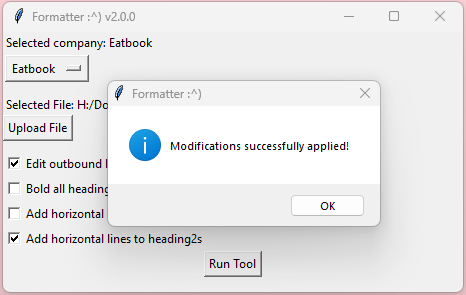 Formatter :^) v2.0.0
Selected company: Eatbook
Eatbook
Selected File: H:/Do
Upload File
Edit outbound l
Bold all heading
Add horizontal
Add horizontal lines to heading2s
Run Tool
Formatter :^)
Modifications successfully applied!
OK